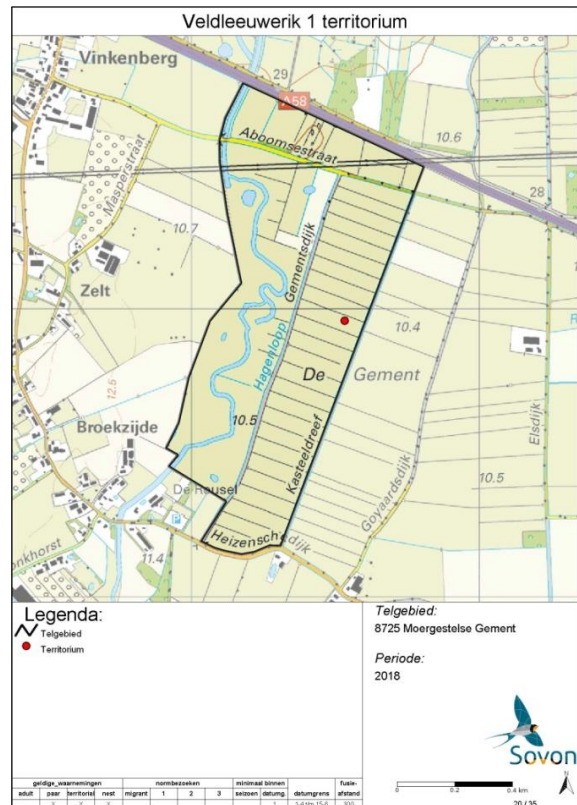 Veldleeuwerik 1 territorium
Vinkenberg
29
A58
Aboomsestraat
10.6
28
Masperstraat
10.7
Gementsdijk
Zelt
Hagenloop
10.4
De Gement
12.5
10.5
Broekzijde
Kasteeldreef
Elsdijk
10.5
De Reusel
Goyaardsdijk
P
Heizenschedijk
11.4
onkhorst
Legenda:
Telgebied
Territorium
Telgebied:
8725 Moergestelse Gement
Periode:
2018
Sovon
0 0.2 0.4 km
20 / 35
geldige_waarnemingen normbezoeken minimaal binnen fusie-
adult paar territorial nest migrant 1 2 3 seizoen datumg. datumgrens afstand